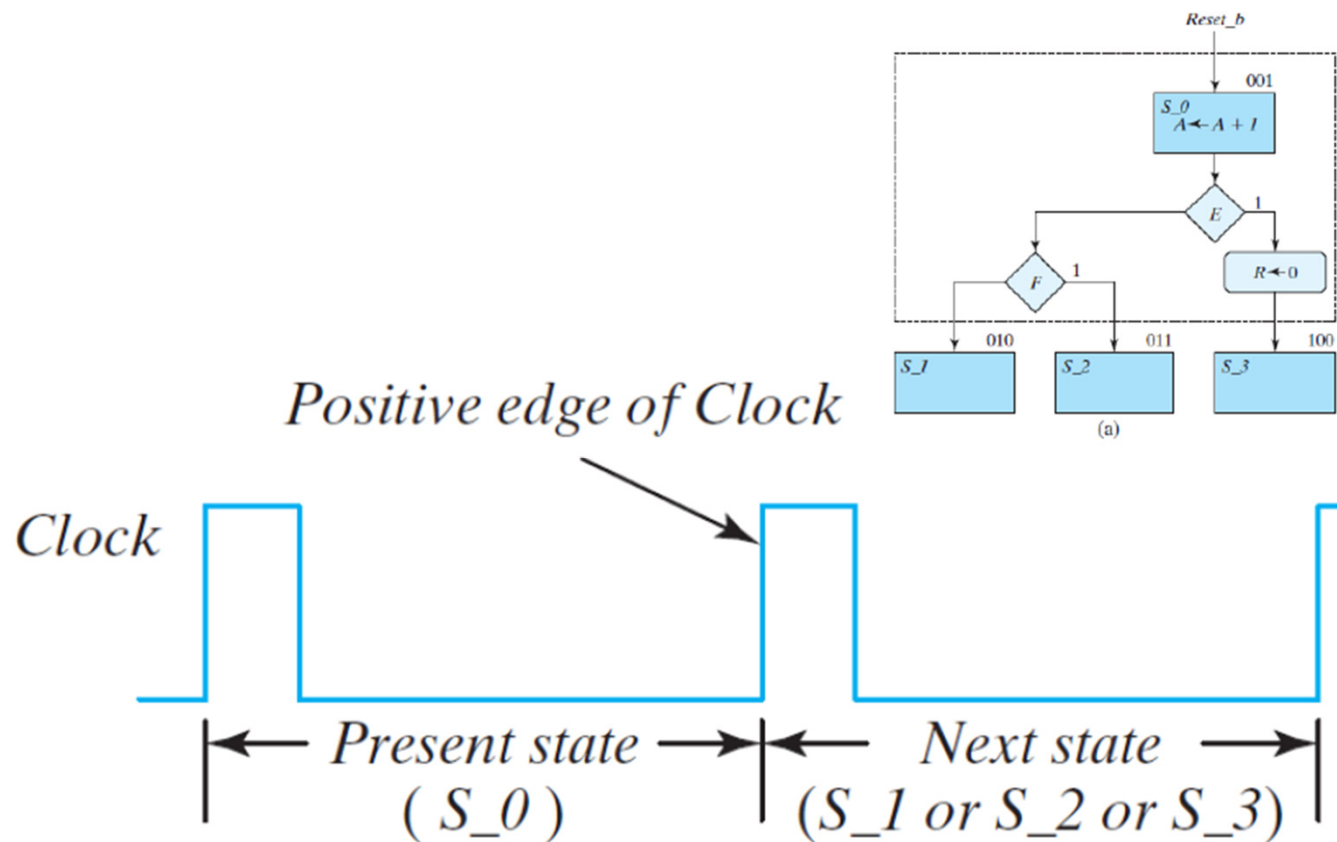 Reset_b
001
S_0
A ← A + 1
E
1
F
1
R ← 0
010
011
100
S_1
S_2
S_3
(a)
Positive edge of Clock
Clock
Present state
Next state
( S_0 )
(S_1 or S_2 or S_3)